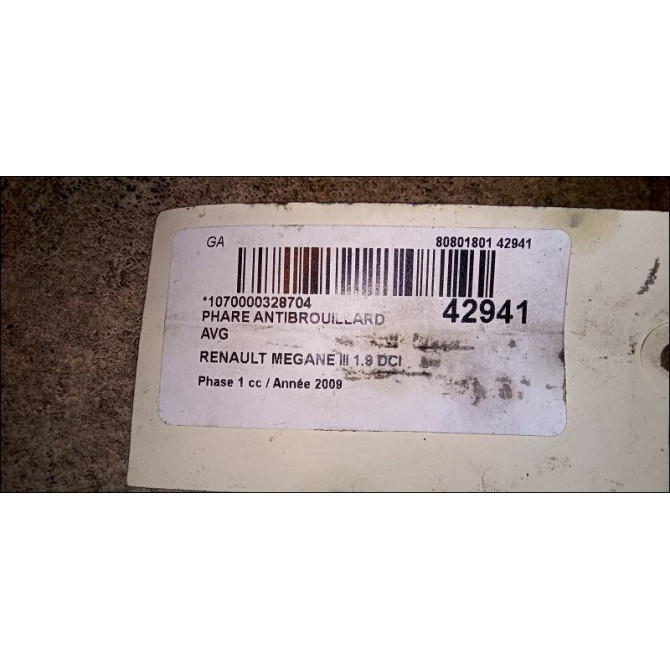 GA 80801801 42941
*1070000328704 42941
PHARE ANTIBROUILLARD
AVG
RENAULT MEGANE III 1.9 DCI
Phase 1 cc / Année 2009